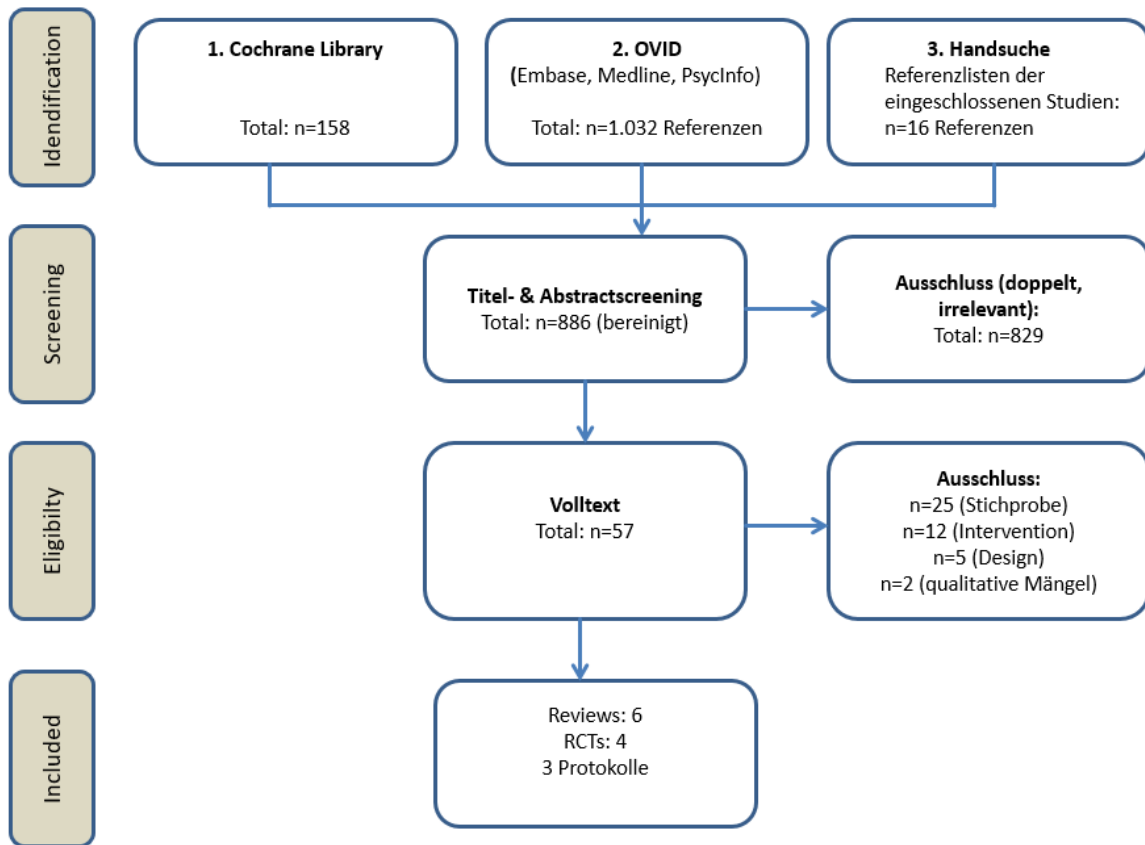 Idendification
1. Cochrane Library
Total: n=158
2. OVID
(Embase, Medline, PsycInfo)
Total: n=1.032 Referenzen
3. Handsuche
Referenzlisten der
eingeschlossenen Studien:
n=16 Referenzen
Screening
Titel- & Abstractscreening
Total: n=886 (bereinigt)
Ausschluss (doppelt,
irrelevant):
Total: n=829
Eligibilty
Volltext
Total: n=57
Ausschluss:
n=25 (Stichprobe)
n=12 (Intervention)
n=5 (Design)
n=2 (qualitative Mängel)
Included
Reviews: 6
RCTs: 4
3 Protokolle